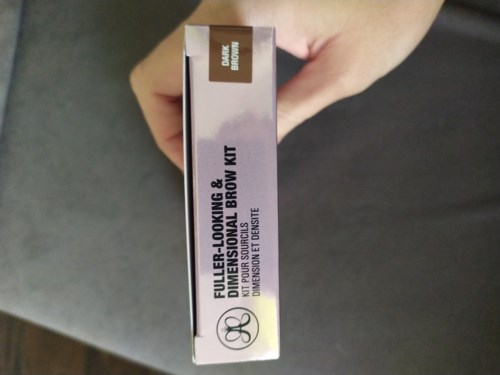 FULLER-LOOKING &
DIMENSIONAL BROW KIT
KIT POUR SOURCILS
DIMENSION ET DENSITE
DARK
BROWN